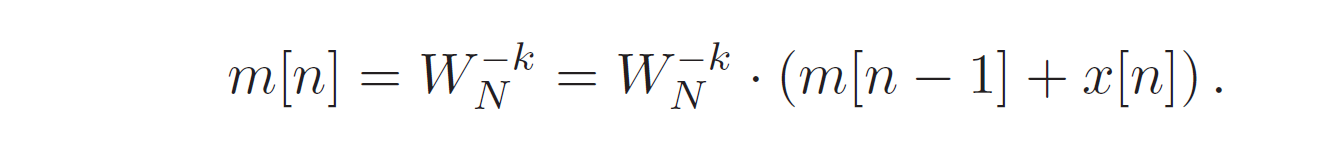 m[n] = W_N^{-k} = W_N^{-k} · (m[n − 1] + x[n]) .